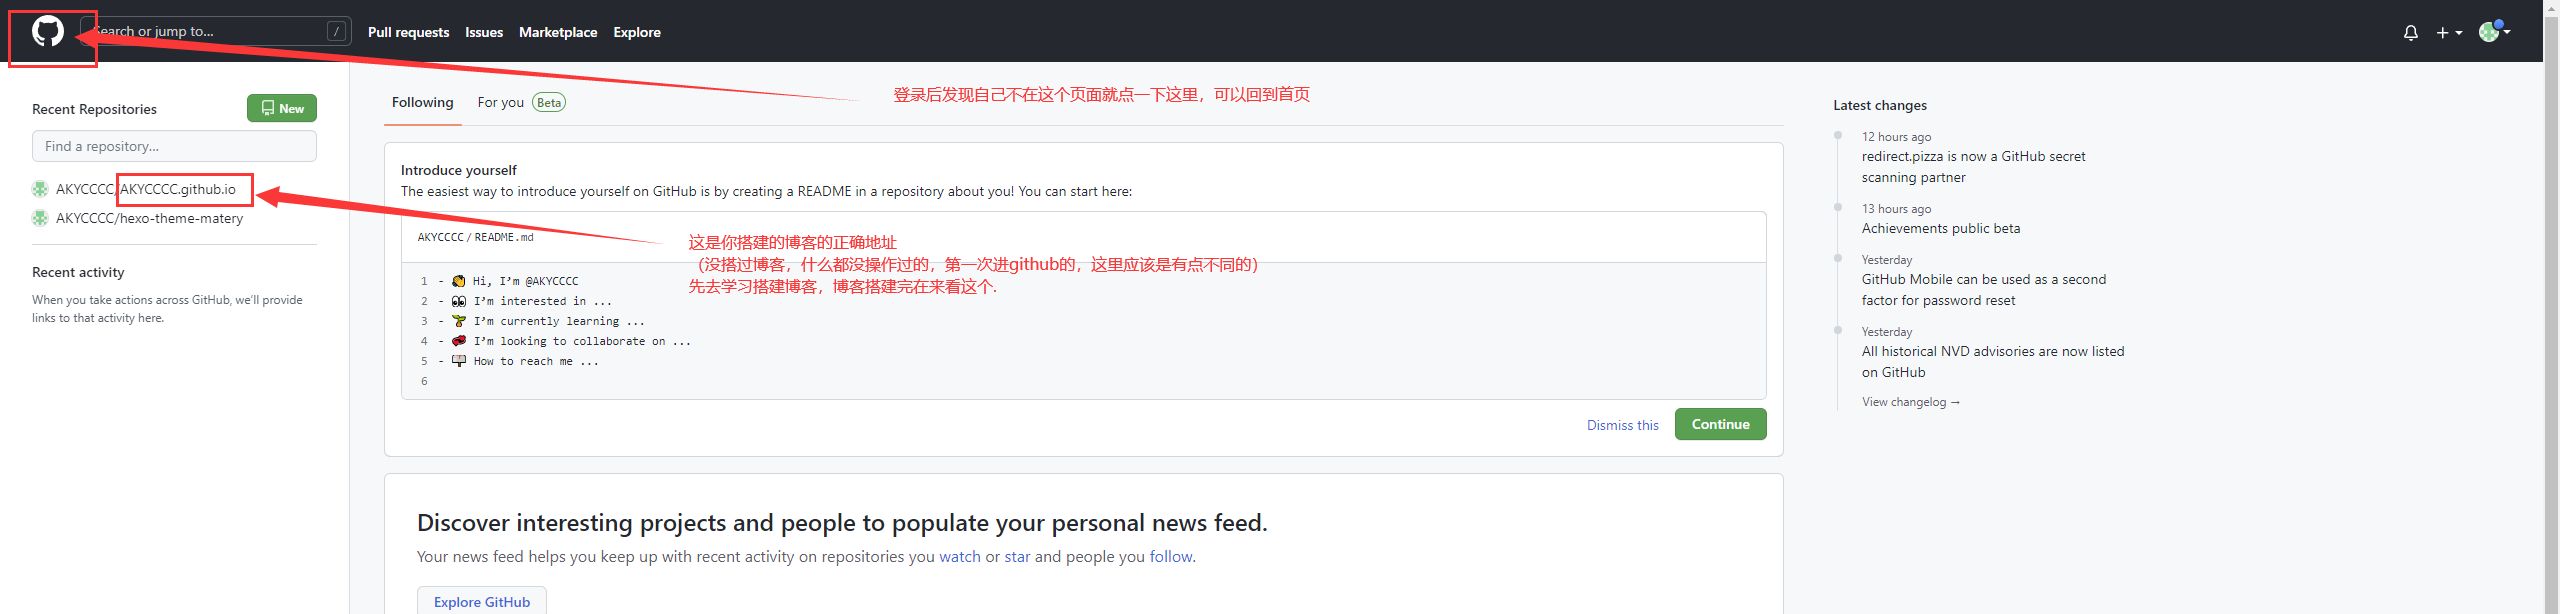 Search or jump to...
/
Pull requests
Issues
Marketplace
Explore
Recent Repositories
New
Find a repository...
AKYCCCC/AKYCCCC.github.io
AKYCCCC/hexo-theme-matery
Recent activity
When you take actions across GitHub, we'll provide
links to that activity here.
Following
For you
Beta
登录后发现自己不在这个页面就点一下这里，可以回到首页
Introduce yourself
The easiest way to introduce yourself on GitHub is by creating a README in a repository about you! You can start here:
AKYCCCC / README.md
这是你搭建的博客的正确地址
（没搭过博客，什么都没操作过的，第一次进github的，这里应该是有点不同的）
先去学习搭建博客，博客搭建完在来看这个.
1 - 👋 Hi, I’m @AKYCCCC
2 - 👀 I’m interested in ...
3 - 🌱 I’m currently learning ...
4 - 💞️ I’m looking to collaborate on ...
5 - 📫 How to reach me ...
6
Dismiss this
Continue
Discover interesting projects and people to populate your personal news feed.
Your news feed helps you keep up with recent activity on repositories you watch or star and people you follow.
Explore GitHub
Latest changes
12 hours ago
redirect.pizza is now a GitHub secret
scanning partner
13 hours ago
Achievements public beta
Yesterday
GitHub Mobile can be used as a second
factor for password reset
Yesterday
All historical NVD advisories are now listed
on GitHub
View changelog →